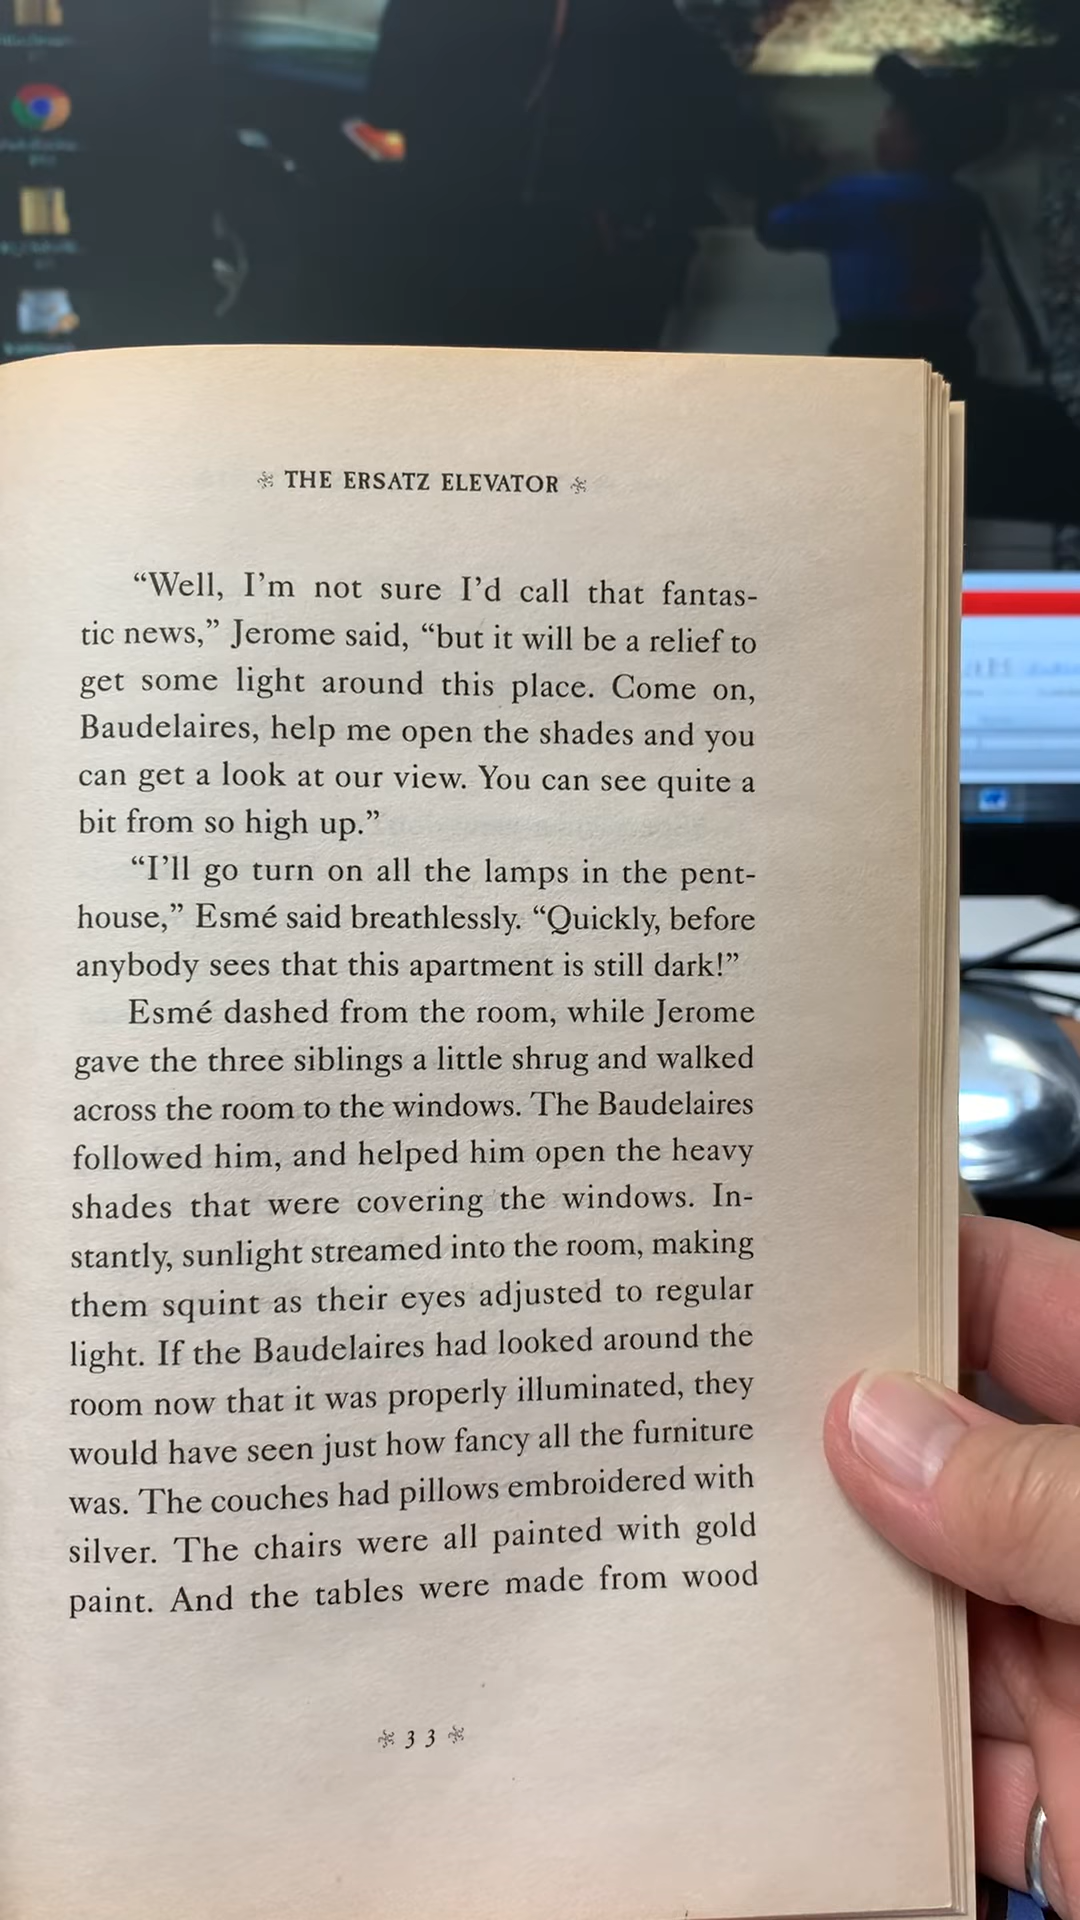 THE ERSATZ ELEVATOR
“Well, I’m not sure I’d call that fantas-
tic news,” Jerome said, “but it will be a relief to
get some light around this place. Come on,
Baudelaires, help me open the shades and you
can get a look at our view. You can see quite a
bit from so high up.”
“I’ll go turn on all the lamps in the pent-
house,” Esmé said breathlessly. “Quickly, before
anybody sees that this apartment is still dark!”
Esmé dashed from the room, while Jerome
gave the three siblings a little shrug and walked
across the room to the windows. The Baudelaires
followed him, and helped him open the heavy
shades that were covering the windows. In-
stantly, sunlight streamed into the room, making
them squint as their eyes adjusted to regular
light. If the Baudelaires had looked around the
room now that it was properly illuminated, they
would have seen just how fancy all the furniture
was. The couches had pillows embroidered with
silver. The chairs were all painted with gold
paint. And the tables were made from wood
33